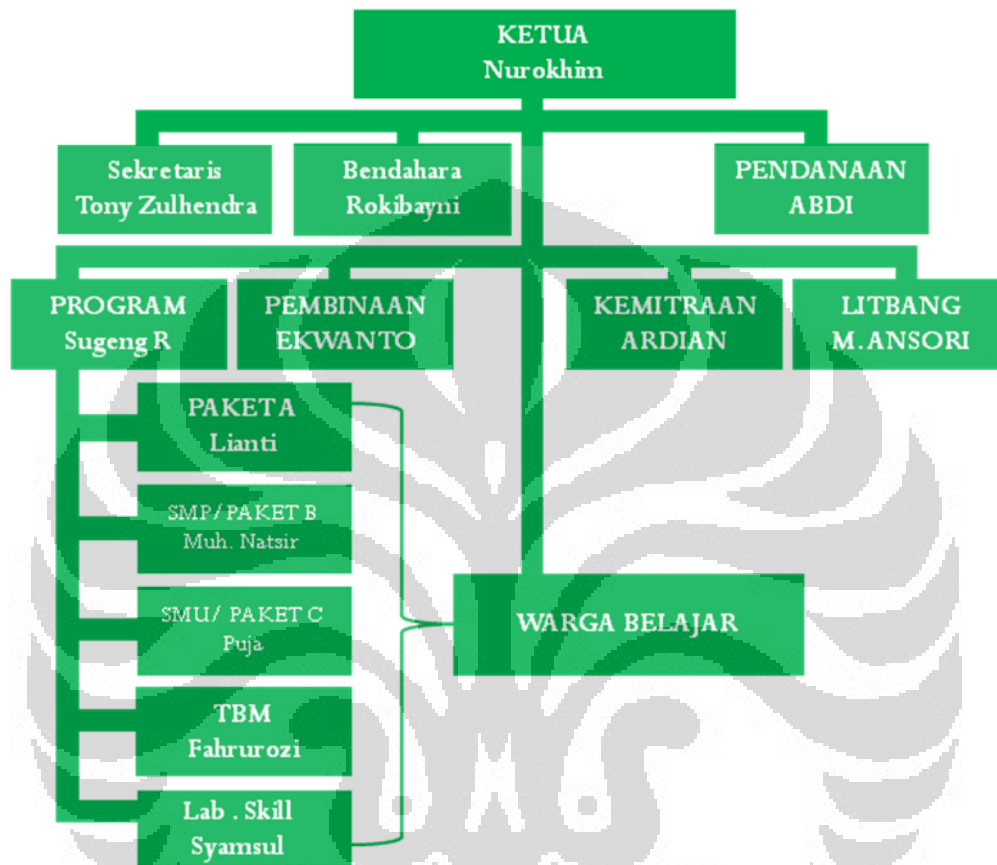 KETUA
Nurokhim
Sekretaris
Tony Zulhendra
Bendahara
Rokibayni
PENDANAAN
ABDI
PROGRAM
Sugeng R
PEMBINAAN
EKWANTO
KEMITRAAN
ARDIAN
LITBANG
M. ANSORI
PAKET A
Lianti
SMP/ PAKET B
Muh. Natsir
SMU/ PAKET C
Puja
WARGA BELAJAR
TBM
Fahrurozi
Lab . Skill
Syamsul